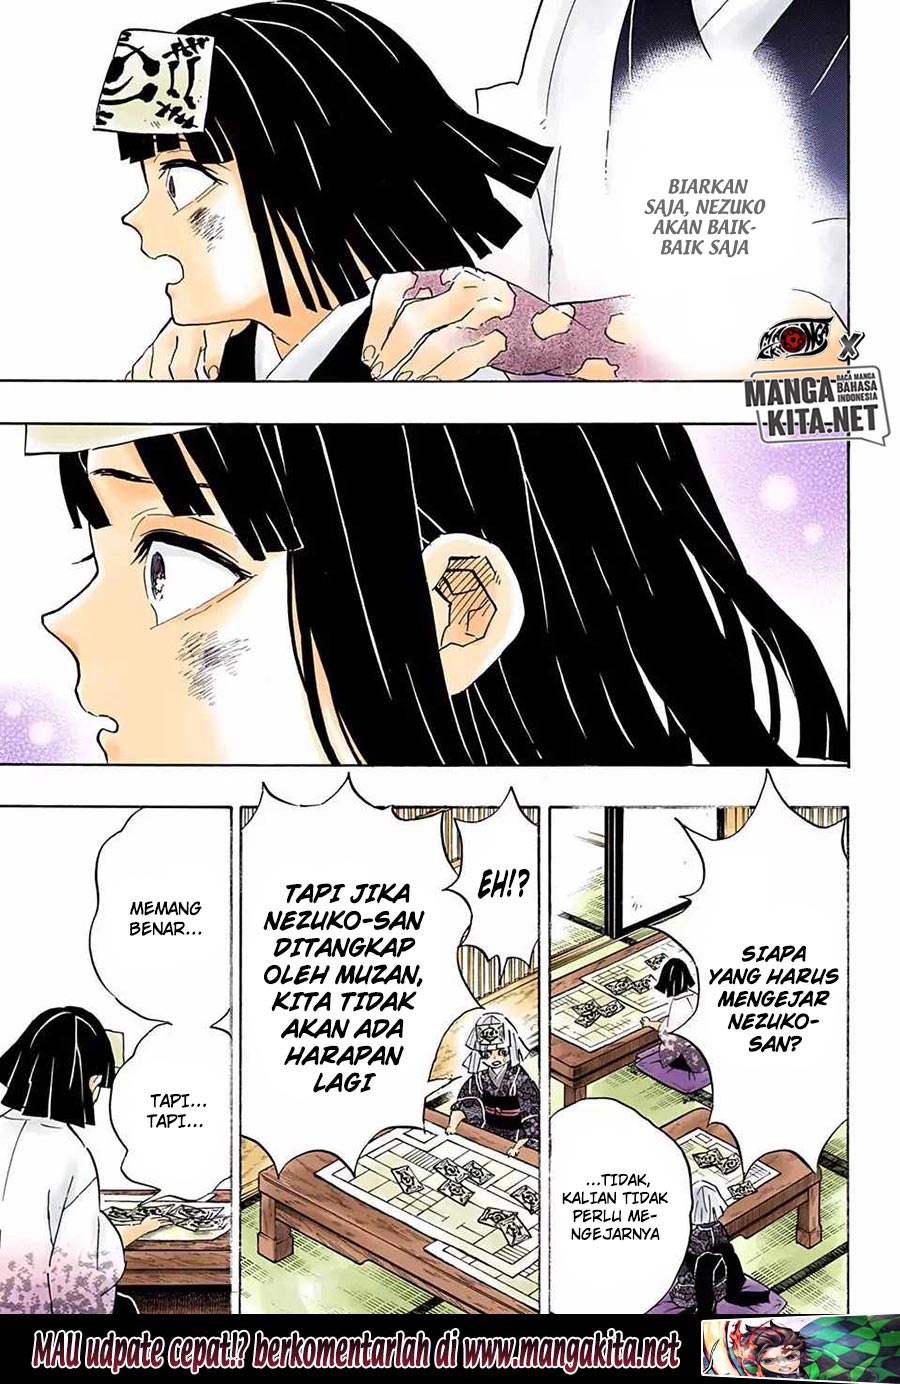 BIARKAN
SAJA, NEZUKO
AKAN BAIK-
BAIK SAJA
MANGA
X
MANGA
BACA MANGA
BAHASA
INDONESIA
KITA.NET
SIAPA
YANG HARUS
MENGEJAR
NEZUKO-
SAN?
...TIDAK,
KALIAN TIDAK
PERLU ME-
NGEJARNYA
EH!?
TAPI JIKA
NEZUKO-SAN
DITANGKAP
OLEH MUZAN,
KITA TIDAK
AKAN ADA
HARAPAN
LAGI
MEMANG
BENAR...
TAPI...
TAPI...
MAU udpate cepat!? berkomentarlah di www.mangakita.net